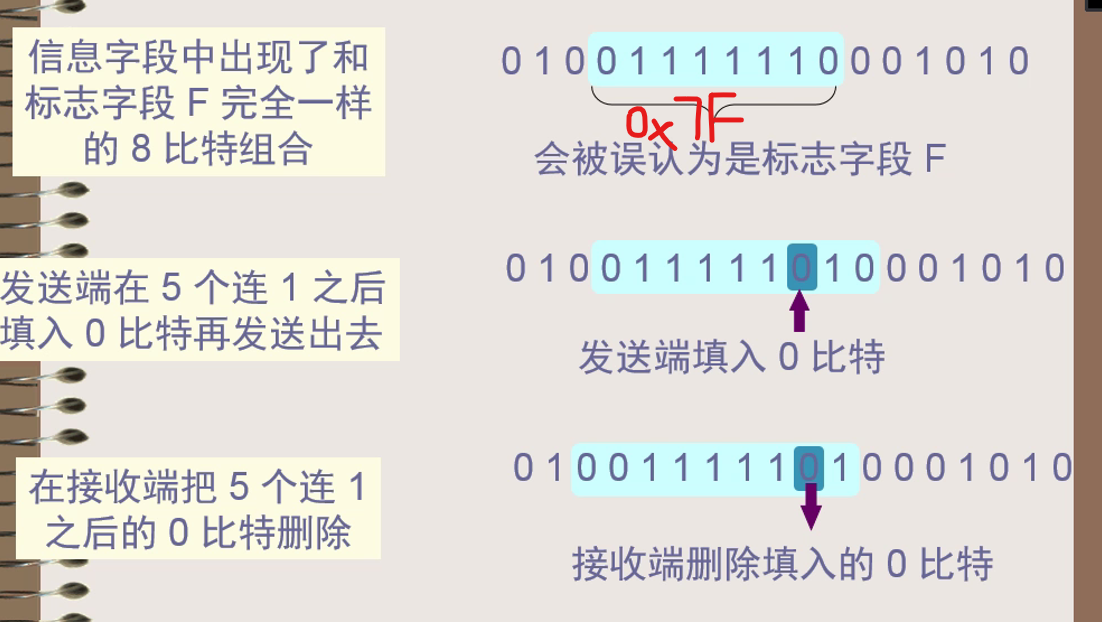 信息字段中出现了和
标志字段 F 完全一样
的 8 比特组合
0 1 0 0 1 1 1 1 1 1 0 0 0 1 0 1 0
0x7F
会被误认为是标志字段 F
发送端在 5 个连 1 之后
填入 0 比特再发送出去
0 1 0 0 1 1 1 1 1 0 1 0 0 0 1 0 1 0
发送端填入 0 比特
在接收端把 5 个连 1
之后的 0 比特删除
0 1 0 0 1 1 1 1 1 0 1 0 0 0 1 0 1 0
接收端删除填入的 0 比特